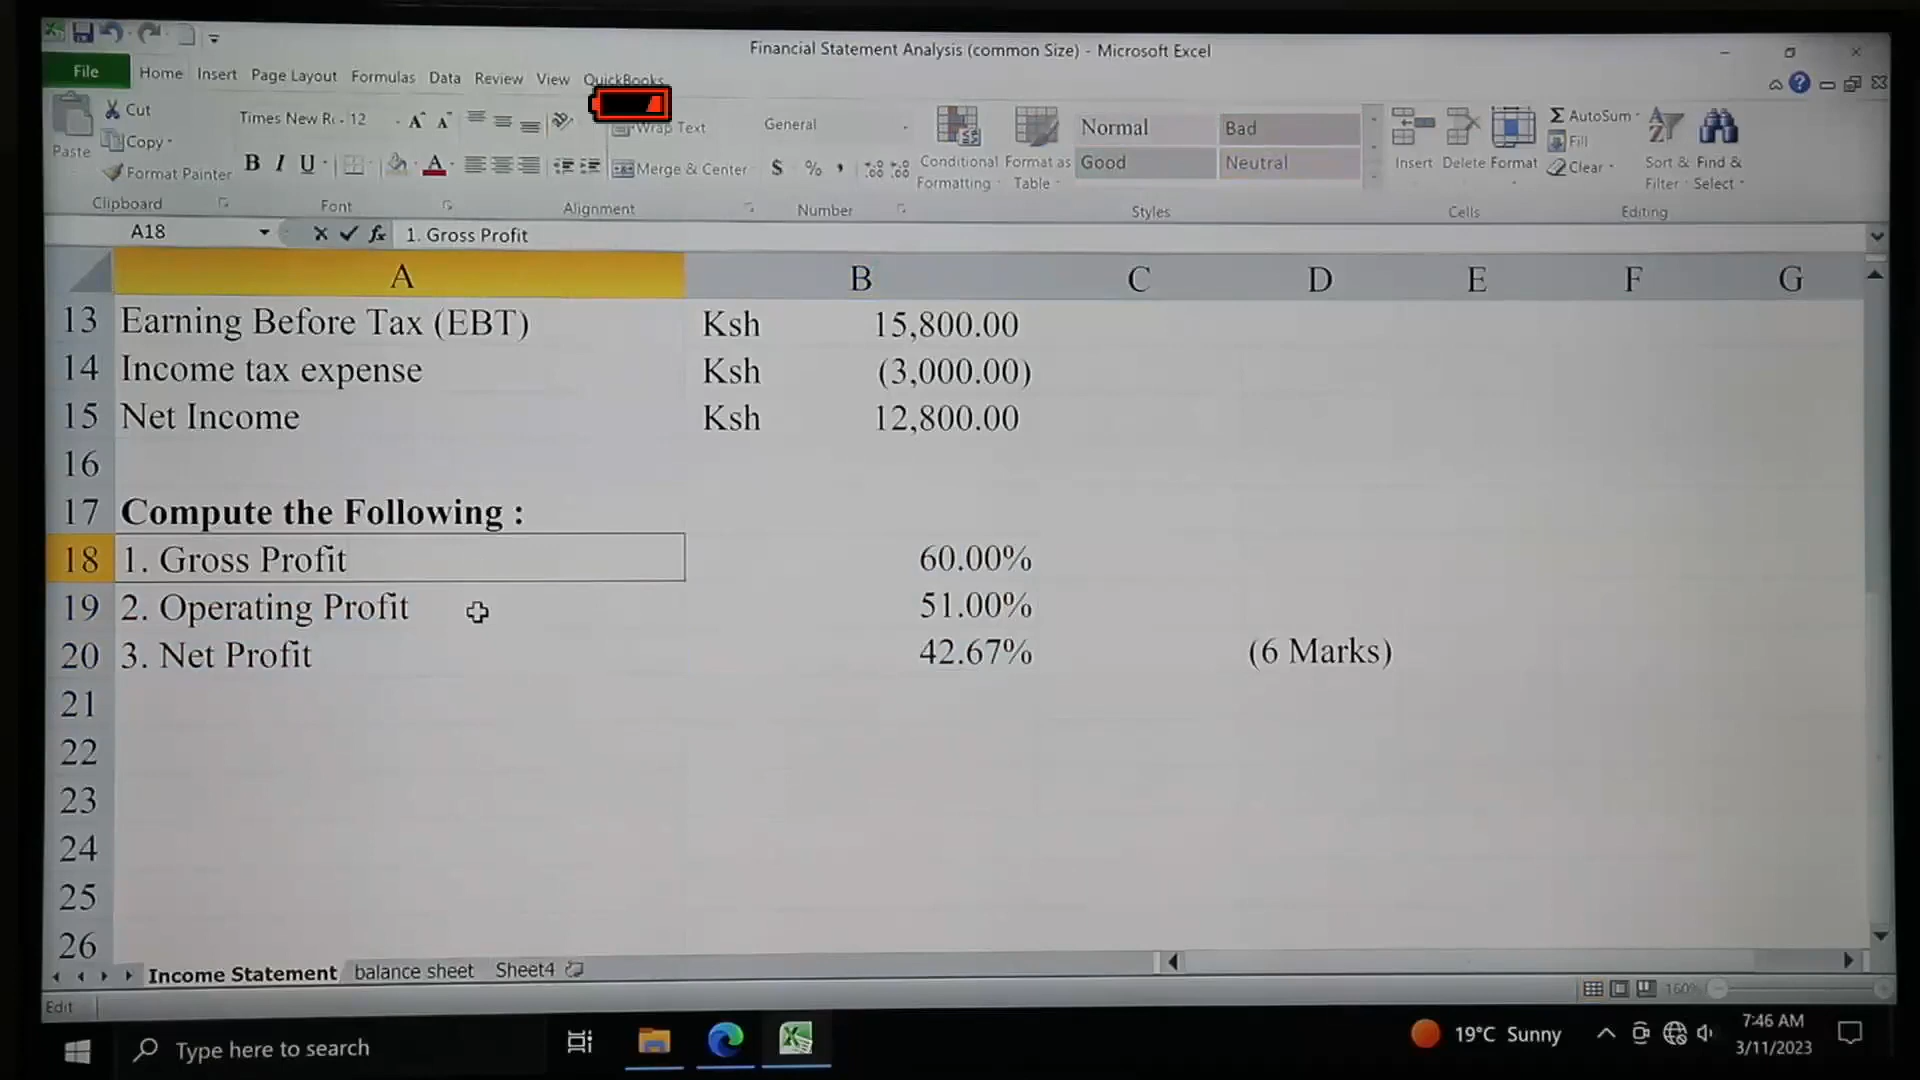 Financial Statement Analysis (common Size) - Microsoft Excel
File Home Insert Page Layout Formulas Data Review View QuickBooks
Paste Cut Copy Format Painter
Times New R 12
B I U A
Wrap Text
Merge & Center
General
$ % ,
Conditional Formatting
Format as Table
Normal Bad
Good Neutral
Insert Delete Format
Σ AutoSum
Fill
Clear
Sort & Filter
Find & Select
Clipboard Font Alignment Number Styles Cells Editing
A18 fx 1. Gross Profit
A B C D E F G
13 Earning Before Tax (EBT) Ksh 15,800.00
14 Income tax expense Ksh (3,000.00)
15 Net Income Ksh 12,800.00
16
17 Compute the Following :
18 1. Gross Profit 60.00%
19 2. Operating Profit 51.00%
20 3. Net Profit 42.67% (6 Marks)
21
22
23
24
25
26
Income Statement balance sheet Sheet4
Edit 160%
Type here to search
19°C Sunny
7:46 AM
3/11/2023